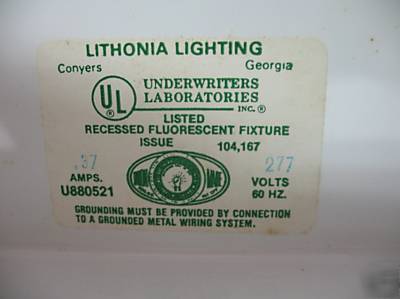 LITHONIA LIGHTING
Conyers Georgia
UL
UNDERWRITERS
LABORATORIES
INC.®
LISTED
RECESSED FLUORESCENT FIXTURE
ISSUE 104,167
.37 277
AMPS. VOLTS
U880521 60 HZ.
GROUNDING MUST BE PROVIDED BY CONNECTION
TO A GROUNDED METAL WIRING SYSTEM.